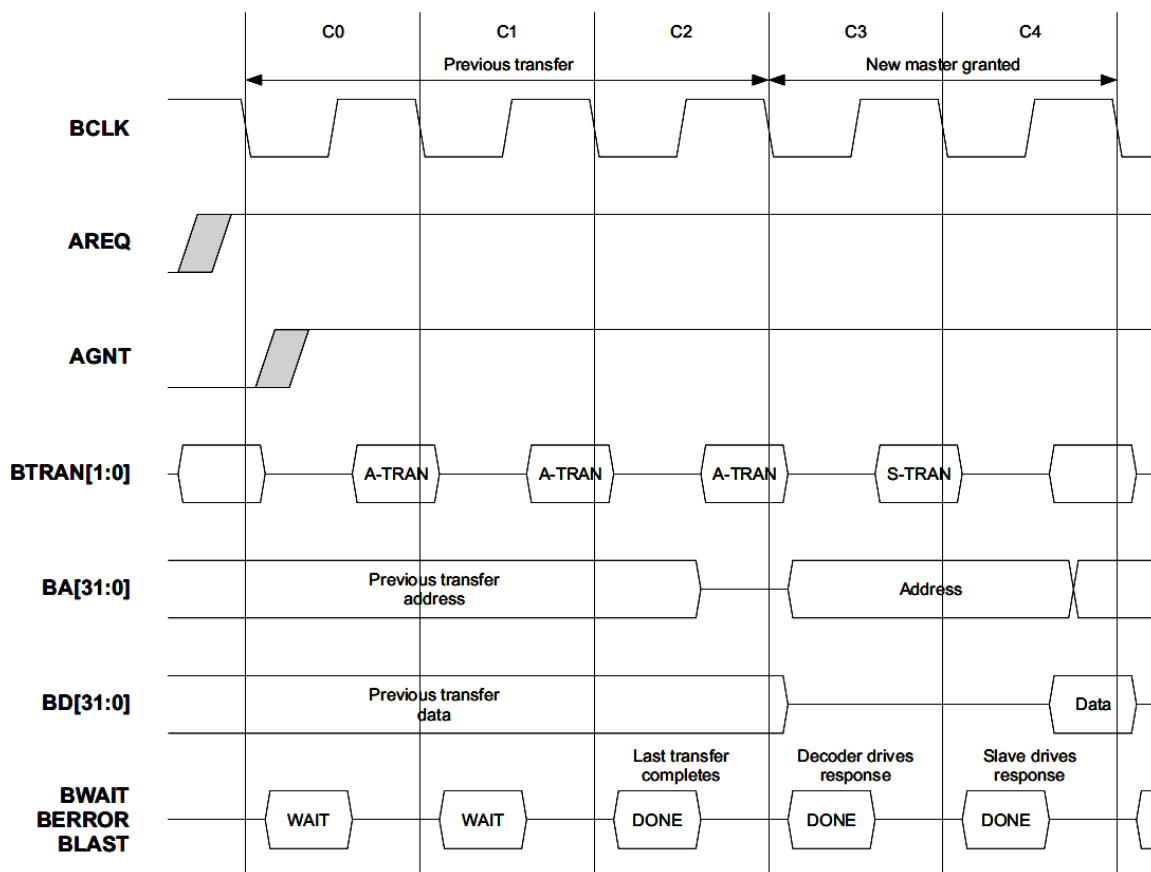 C0 C1 C2 C3 C4
Previous transfer New master granted
BCLK
AREQ
AGNT
BTRAN[1:0] A-TRAN A-TRAN A-TRAN S-TRAN
BA[31:0] Previous transfer address Address
BD[31:0] Previous transfer data Data
Last transfer completes Decoder drives response Slave drives response
BWAIT
BERROR WAIT WAIT DONE DONE DONE
BLAST